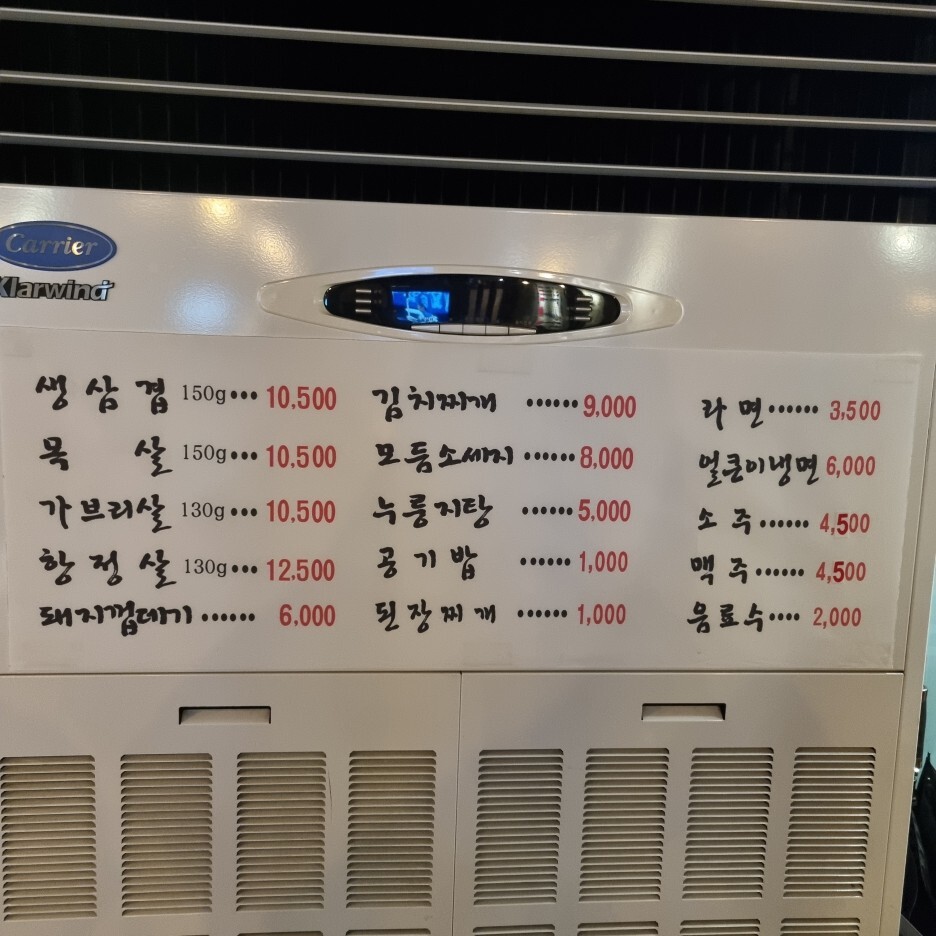 Carrier
Klarwind
생삼겹 150g••• 10,500
목살 150g••• 10,500
가브리살 130g••• 10,500
항정살 130g••• 12,500
돼지껍데기 •••••• 6,000
김치찌개 •••••• 9,000
모듬소세지 •••••• 8,000
누룽지탕 •••••• 5,000
공기밥 •••••• 1,000
된장찌개 •••••• 1,000
라면 •••••• 3,500
얼큰이냉면 6,000
소주 •••••• 4,500
맥주 •••••• 4,500
음료수 •••• 2,000